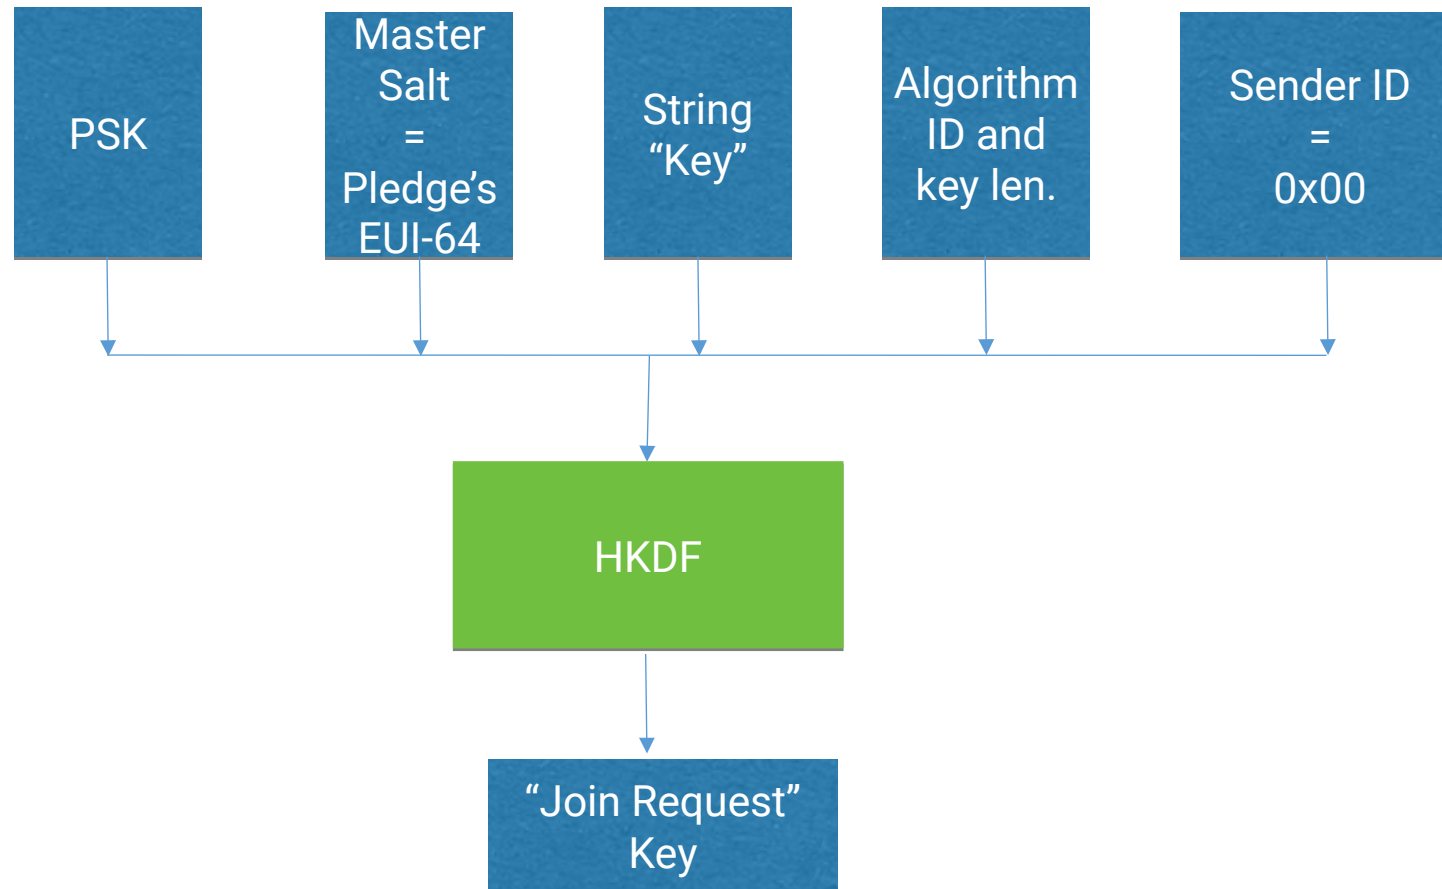 PSK
Master
Salt
=
Pledge’s
EUI-64
String
“Key”
Algorithm
ID and
key len.
Sender ID
=
0x00
HKDF
“Join Request”
Key